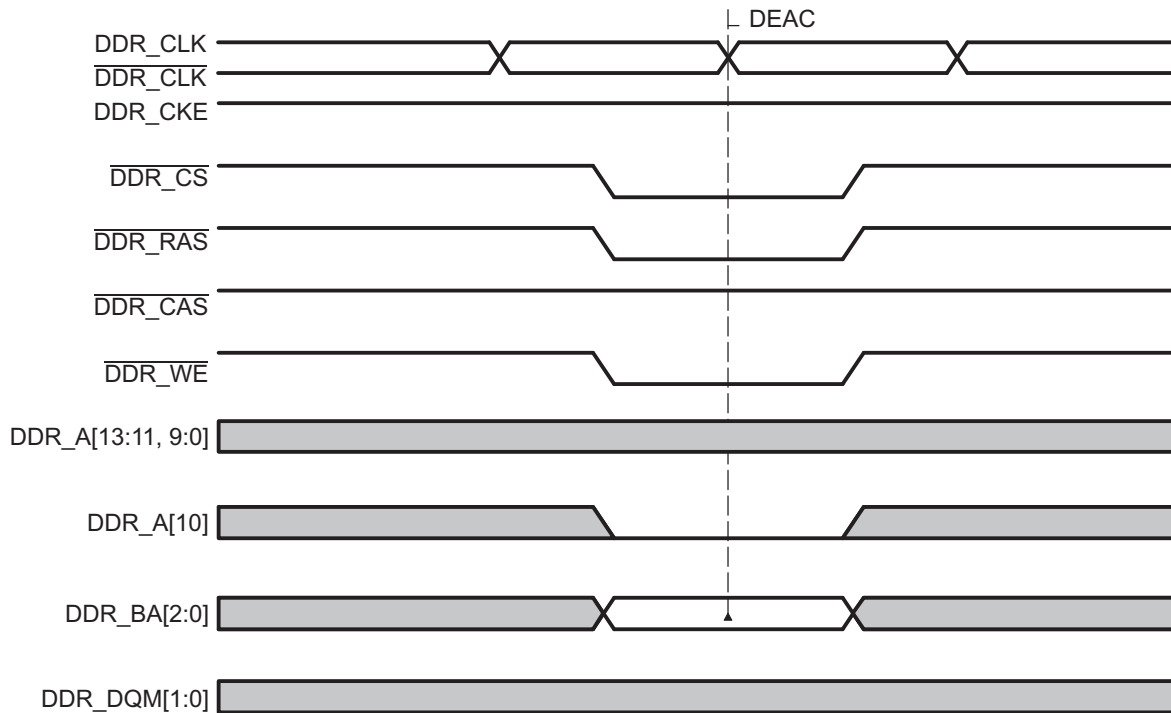 DEAC
DDR_CLK
DDR_CLK
DDR_CKE
DDR_CS
DDR_RAS
DDR_CAS
DDR_WE
DDR_A[13:11, 9:0]
DDR_A[10]
DDR_BA[2:0]
DDR_DQM[1:0]